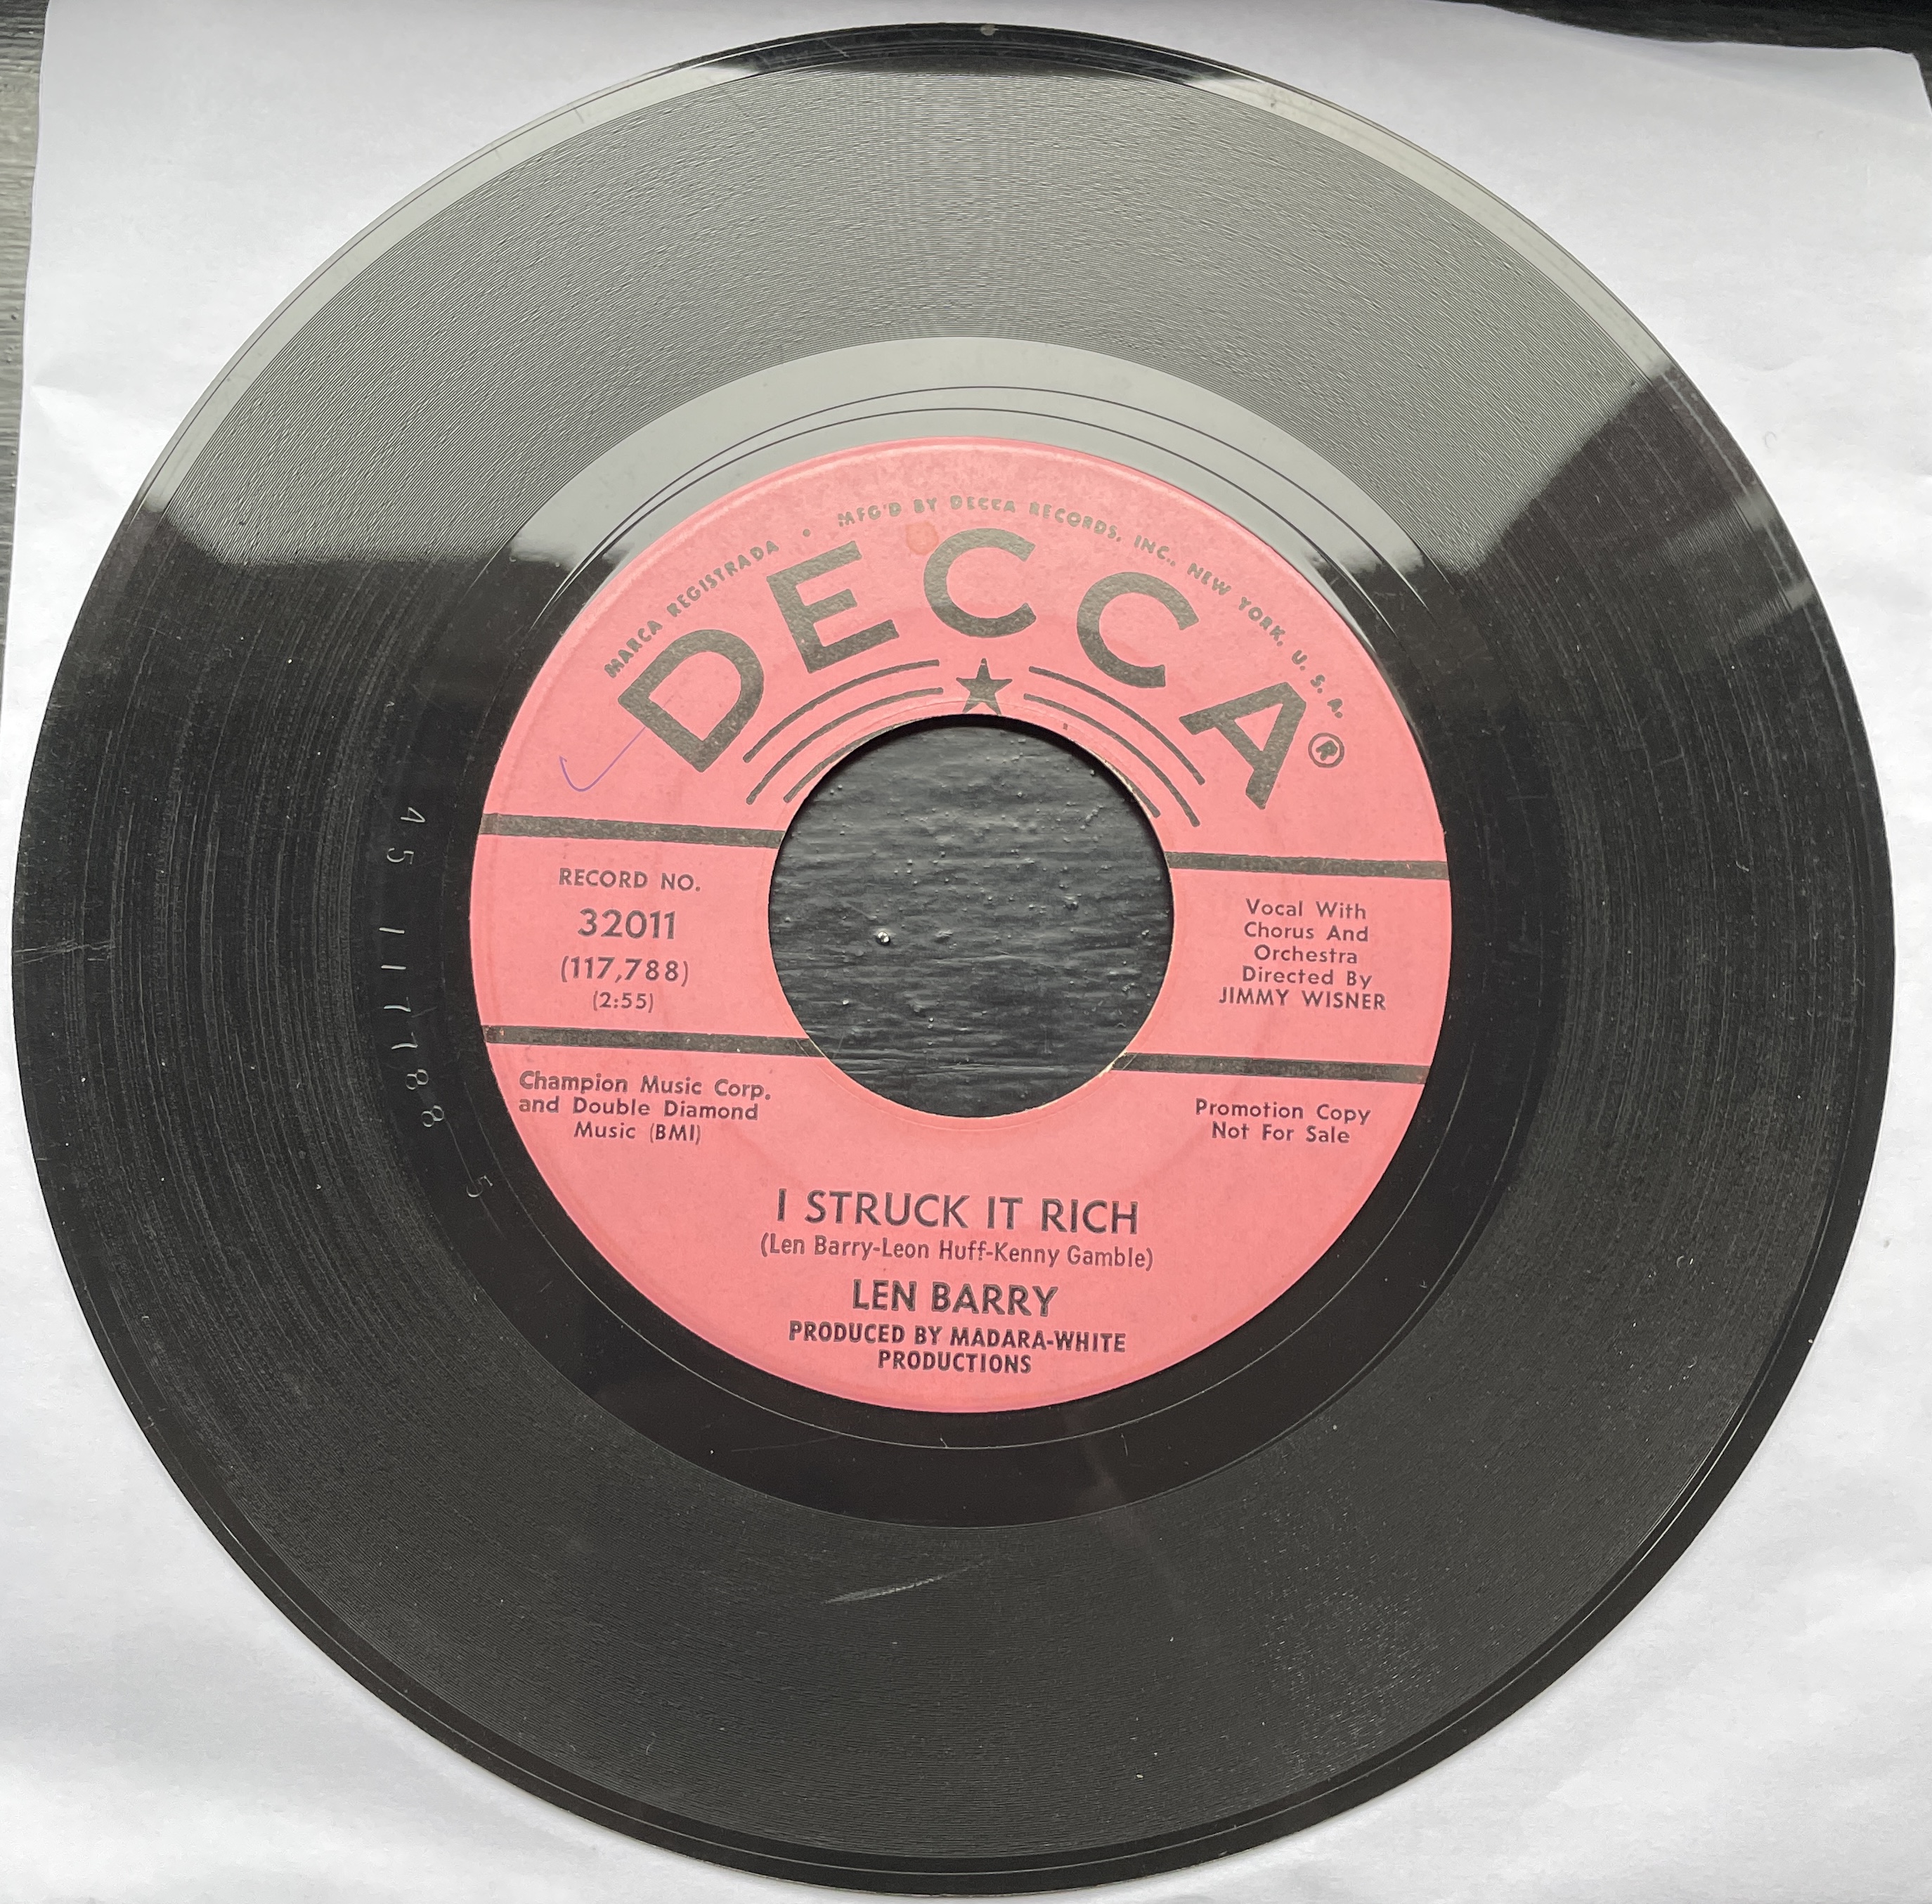 MARCA REGISTRADA • MFG'D BY DECCA RECORDS, INC., NEW YORK, U. S. A.
DECCA®
RECORD NO.
32011
(117,788)
(2:55)
Vocal With
Chorus And
Orchestra
Directed By
JIMMY WISNER
Champion Music Corp.
and Double Diamond
Music (BMI)
Promotion Copy
Not For Sale
I STRUCK IT RICH
(Len Barry-Leon Huff-Kenny Gamble)
LEN BARRY
PRODUCED BY MADARA-WHITE
PRODUCTIONS
45 117788 5